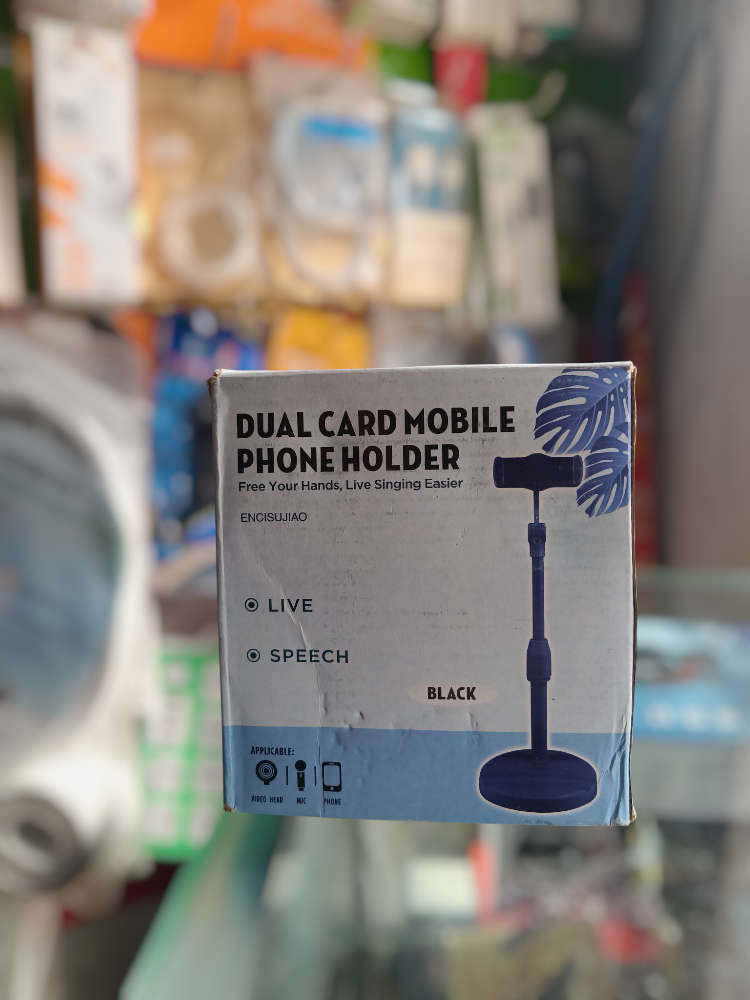 DUAL CARD MOBILE
PHONE HOLDER
Free Your Hands, Live Singing Easier
ENCISUJIAO
LIVE
SPEECH
BLACK
APPLICABLE:
VIDEO HEAD
MIC
PHONE